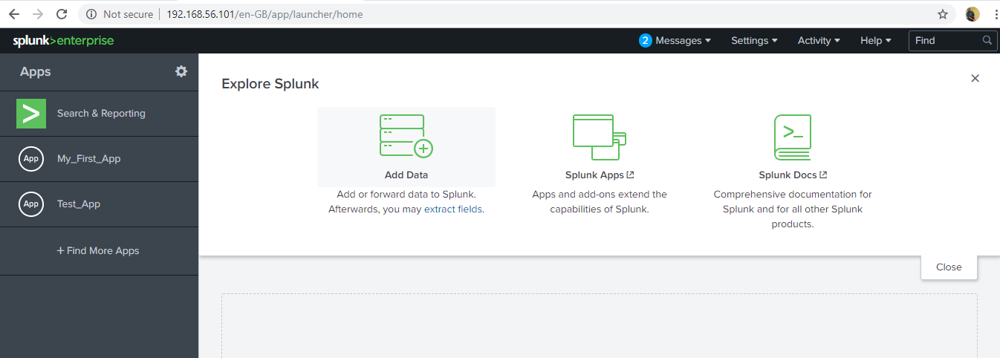 Not secure | 192.168.56.101/en-GB/app/launcher/home
splunk>enterprise
2 Messages Settings Activity Help Find
Apps
Search & Reporting
App My_First_App
App Test_App
+ Find More Apps
Explore Splunk
Add Data
Add or forward data to Splunk.
Afterwards, you may extract fields.
Splunk Apps
Apps and add-ons extend the
capabilities of Splunk.
Splunk Docs
Comprehensive documentation for
Splunk and for all other Splunk
products.
Close